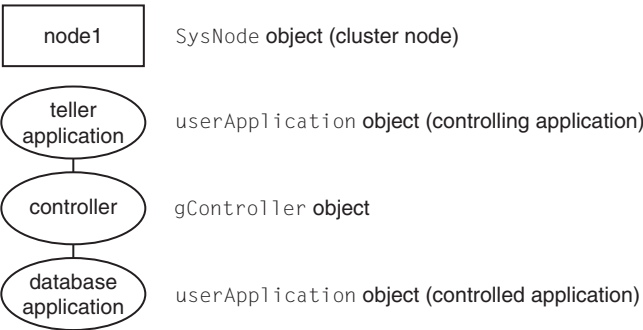 node1 SysNode object (cluster node)
teller
application userApplication object (controlling application)
controller gController object
database
application userApplication object (controlled application)